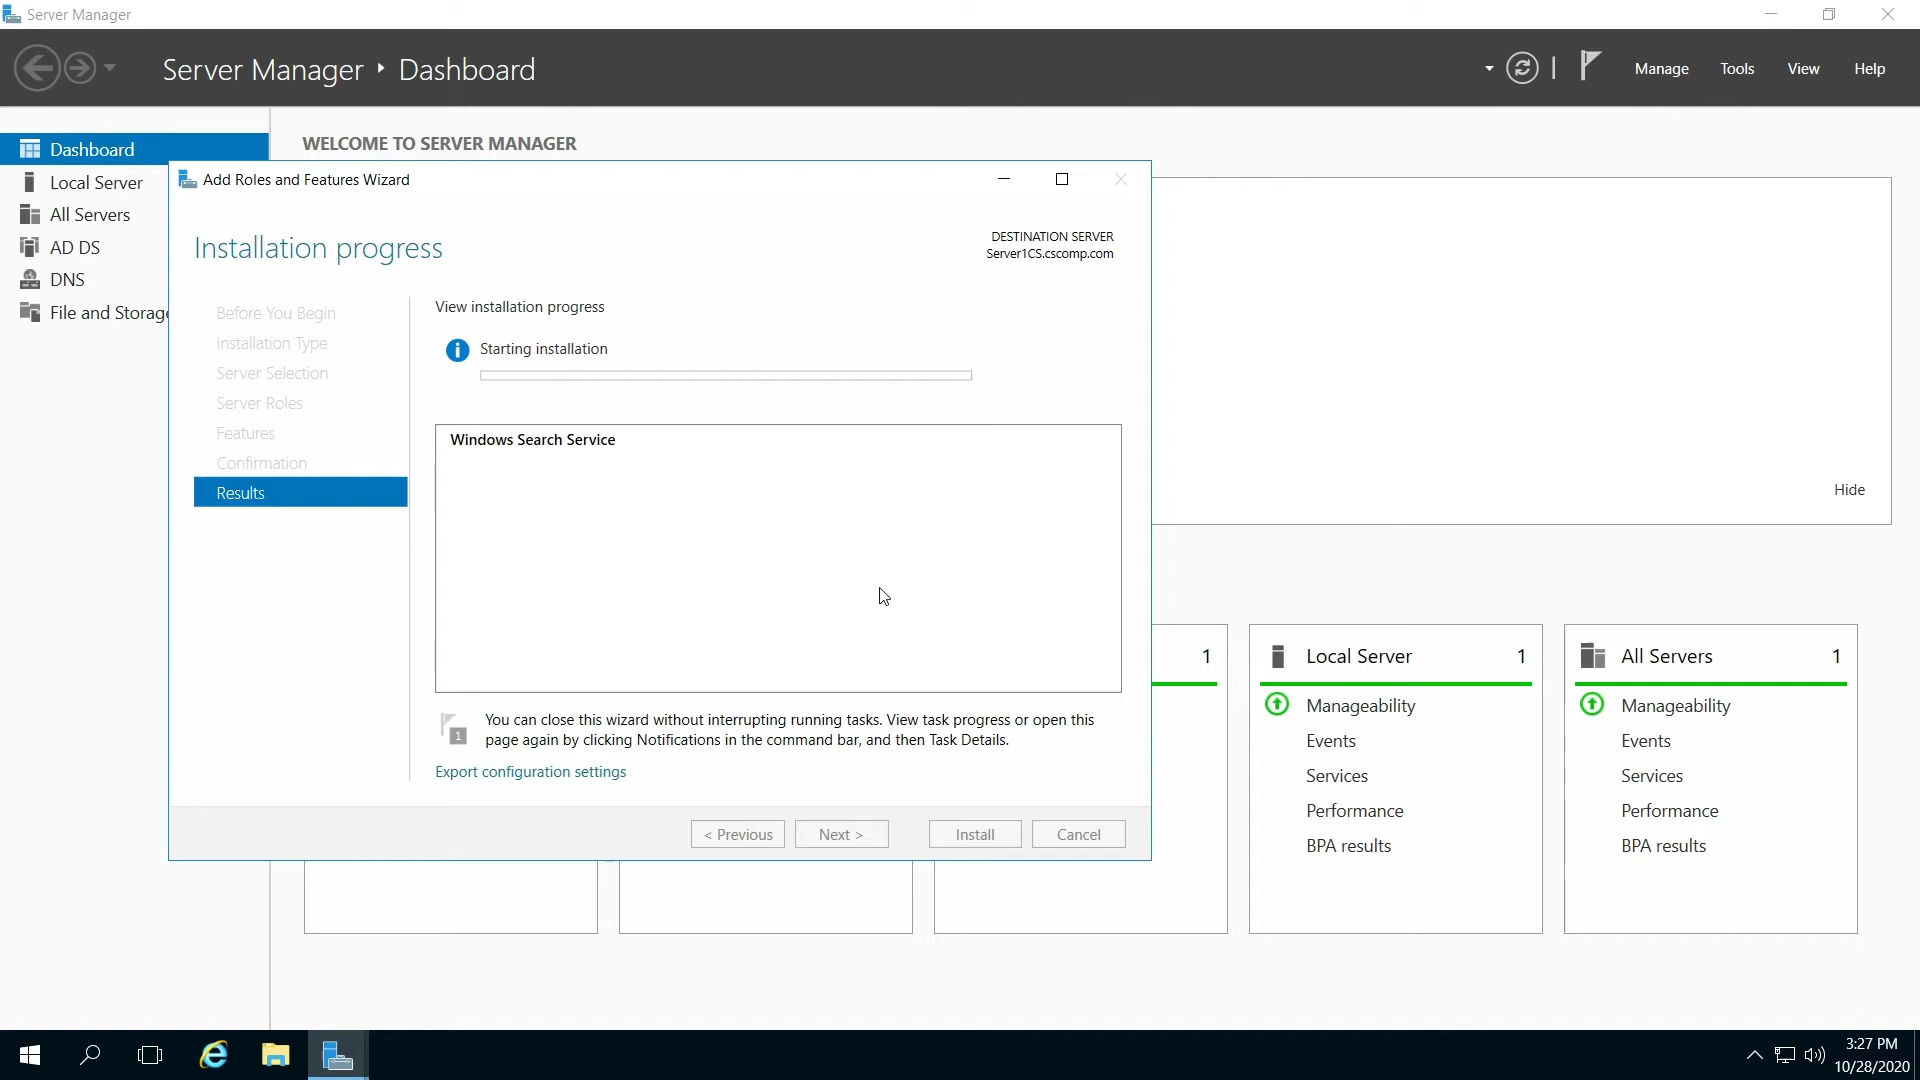 Server Manager
Server Manager ‣ Dashboard
Manage
Tools
View
Help
Dashboard
Local Server
All Servers
AD DS
DNS
File and Storage
WELCOME TO SERVER MANAGER
Add Roles and Features Wizard
Installation progress
DESTINATION SERVER
Server1CS.cscomp.com
Before You Begin
Installation Type
Server Selection
Server Roles
Features
Confirmation
Results
View installation progress
Starting installation
Windows Search Service
1
You can close this wizard without interrupting running tasks. View task progress or open this
page again by clicking Notifications in the command bar, and then Task Details.
Export configuration settings
< Previous
Next >
Install
Cancel
Hide
1
Local Server 1
Manageability
Events
Services
Performance
BPA results
All Servers 1
Manageability
Events
Services
Performance
BPA results
3:27 PM
10/28/2020